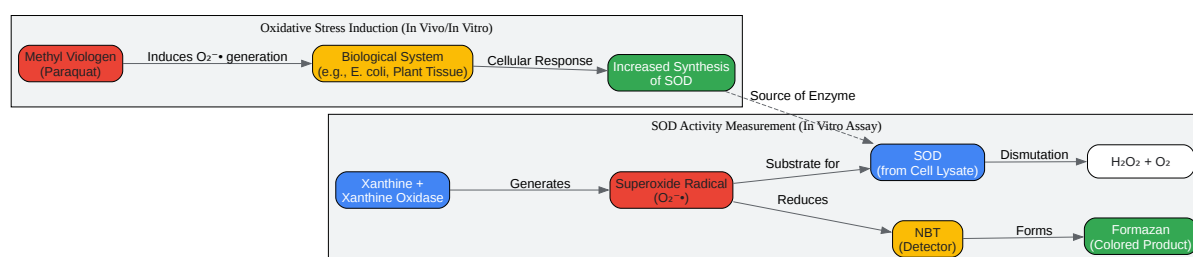 Oxidative Stress Induction (In Vivo/In Vitro)
Methyl Viologen
(Paraquat)
Induces O₂⁻• generation
Biological System
(e.g., E. coli, Plant Tissue)
Cellular Response
Increased Synthesis
of SOD
Source of Enzyme
SOD Activity Measurement (In Vitro Assay)
Xanthine +
Xanthine Oxidase
Generates
Superoxide Radical
(O₂⁻•)
Substrate for
SOD
(from Cell Lysate)
Dismutation
H₂O₂ + O₂
Reduces
NBT
(Detector)
Forms
Formazan
(Colored Product)